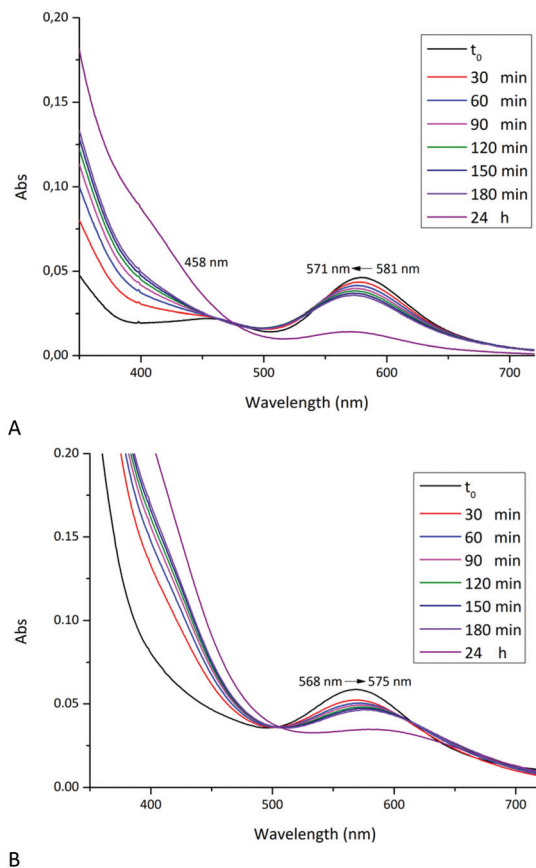 0,20
0,15
0,10
0,05
0,00
Abs
t0
30 min
60 min
90 min
120 min
150 min
180 min
24 h
458 nm
571 nm
581 nm
400
500
600
700
Wavelength (nm)
A
0.20
0.15
0.10
0.05
0.00
Abs
t0
30 min
60 min
90 min
120 min
150 min
180 min
24 h
568 nm
575 nm
400
500
600
700
Wavelength (nm)
B